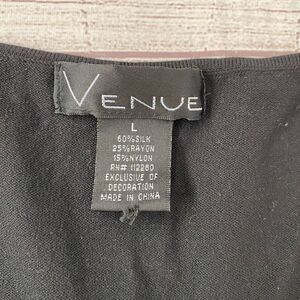 VENUE
L
60%SILK
25%RAYON
15%NYLON
RN# 112260
EXCLUSIVE OF
DECORATION
MADE IN CHINA